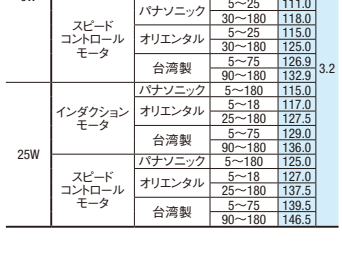 パナソニック 5〜25 111.0
30〜180 118.0
スピード
コントロール
モータ
オリエンタル 5〜25 115.0
30〜180 125.0
台湾製 5〜75 126.9
90〜180 132.9
3.2
25W
インダクション
モータ
パナソニック 5〜180 115.0
オリエンタル 5〜18 117.0
25〜180 127.5
台湾製 5〜75 129.0
90〜180 136.0
スピード
コントロール
モータ
パナソニック 5〜180 125.0
オリエンタル 5〜18 127.0
25〜180 137.5
台湾製 5〜75 139.5
90〜180 146.5